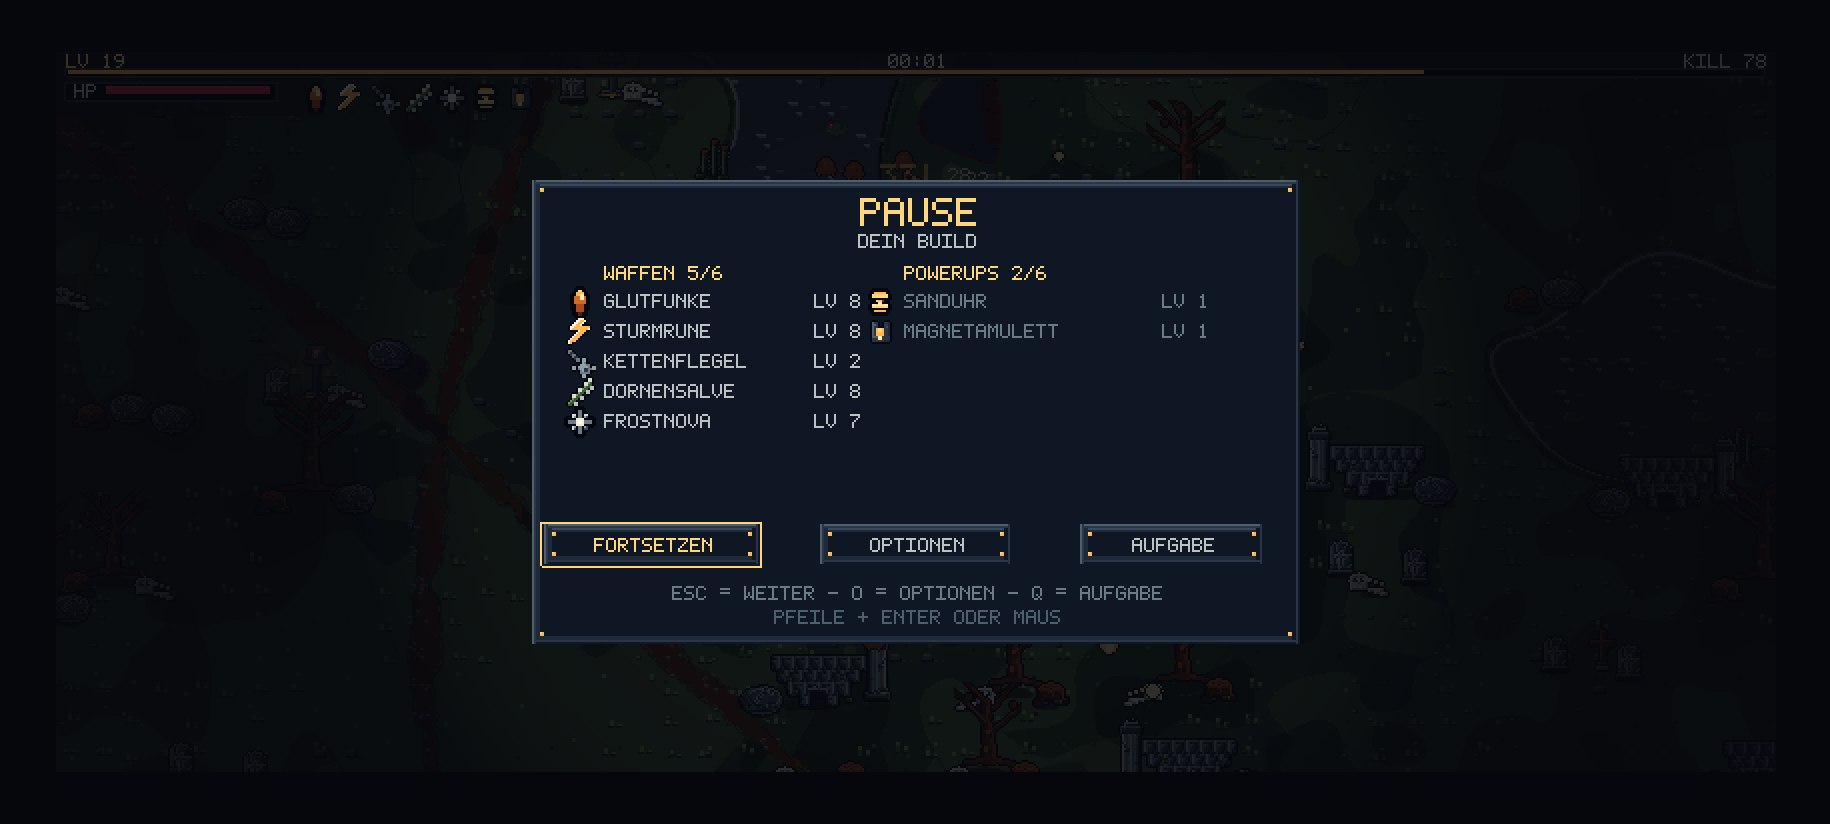 LV 19 00:01 KILL 78
HP
PAUSE
DEIN BUILD
WAFFEN 5/6 POWERUPS 2/6
GLUTFUNKE LV 8 SANDUHR LV 1
STURMRUNE LV 8 MAGNETAMULETT LV 1
KETTENFLEGEL LV 2
DORNENSALVE LV 8
FROSTNOVA LV 7
FORTSETZEN OPTIONEN AUFGABE
ESC = WEITER - O = OPTIONEN - Q = AUFGABE
PFEILE + ENTER ODER MAUS